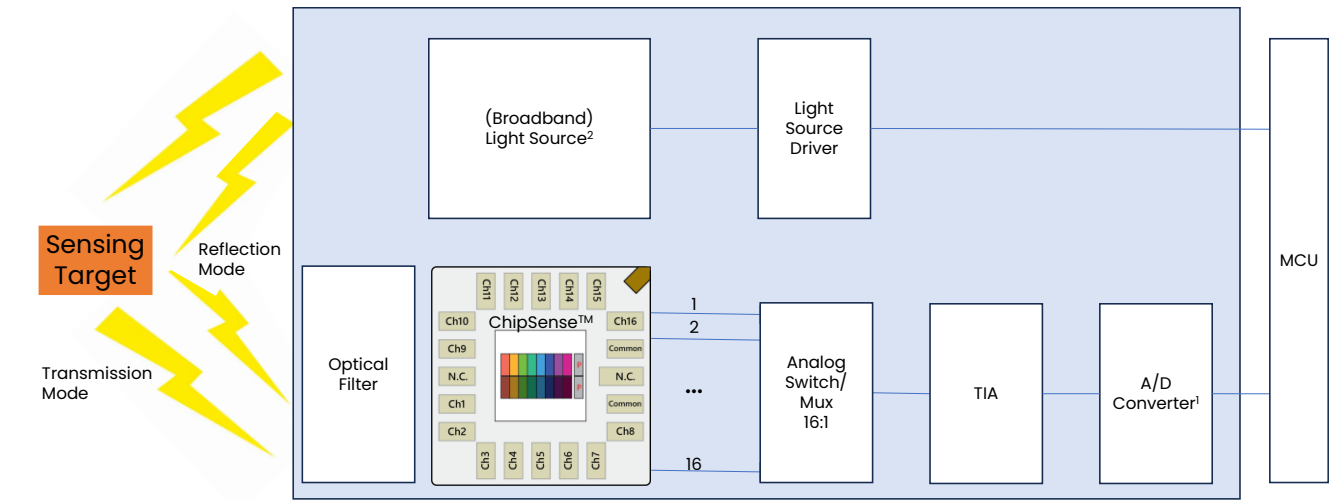 (Broadband)
Light Source²
Light
Source
Driver
Sensing
Target
Reflection
Mode
Transmission
Mode
MCU
Optical
Filter
Ch11
Ch12
Ch13
Ch14
Ch15
Ch10
ChipSense™
Ch16
Ch9
Common
N.C.
N.C.
Ch1
Common
Ch2
Ch8
P
P
Ch3
Ch4
Ch5
Ch6
Ch7
1
2
...
16
Analog
Switch/
Mux
16:1
TIA
A/D
Converter¹